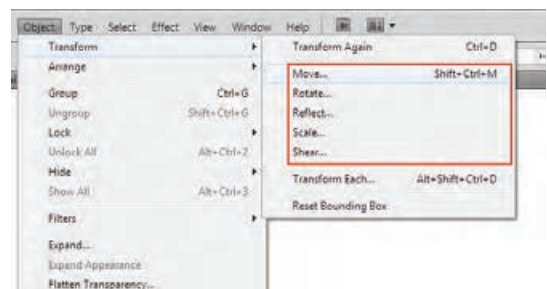 Object Type Select Effect View Window Help Br
Transform
Arrange
Group Ctrl+G
Ungroup Shift+Ctrl+G
Lock
Unlock All Alt+Ctrl+2
Hide
Show All Alt+Ctrl+3
Filters
Expand...
Expand Appearance
Flatten Transparency...
Transform Again Ctrl+D
Move... Shift+Ctrl+M
Rotate...
Reflect...
Scale...
Shear...
Transform Each... Alt+Shift+Ctrl+D
Reset Bounding Box